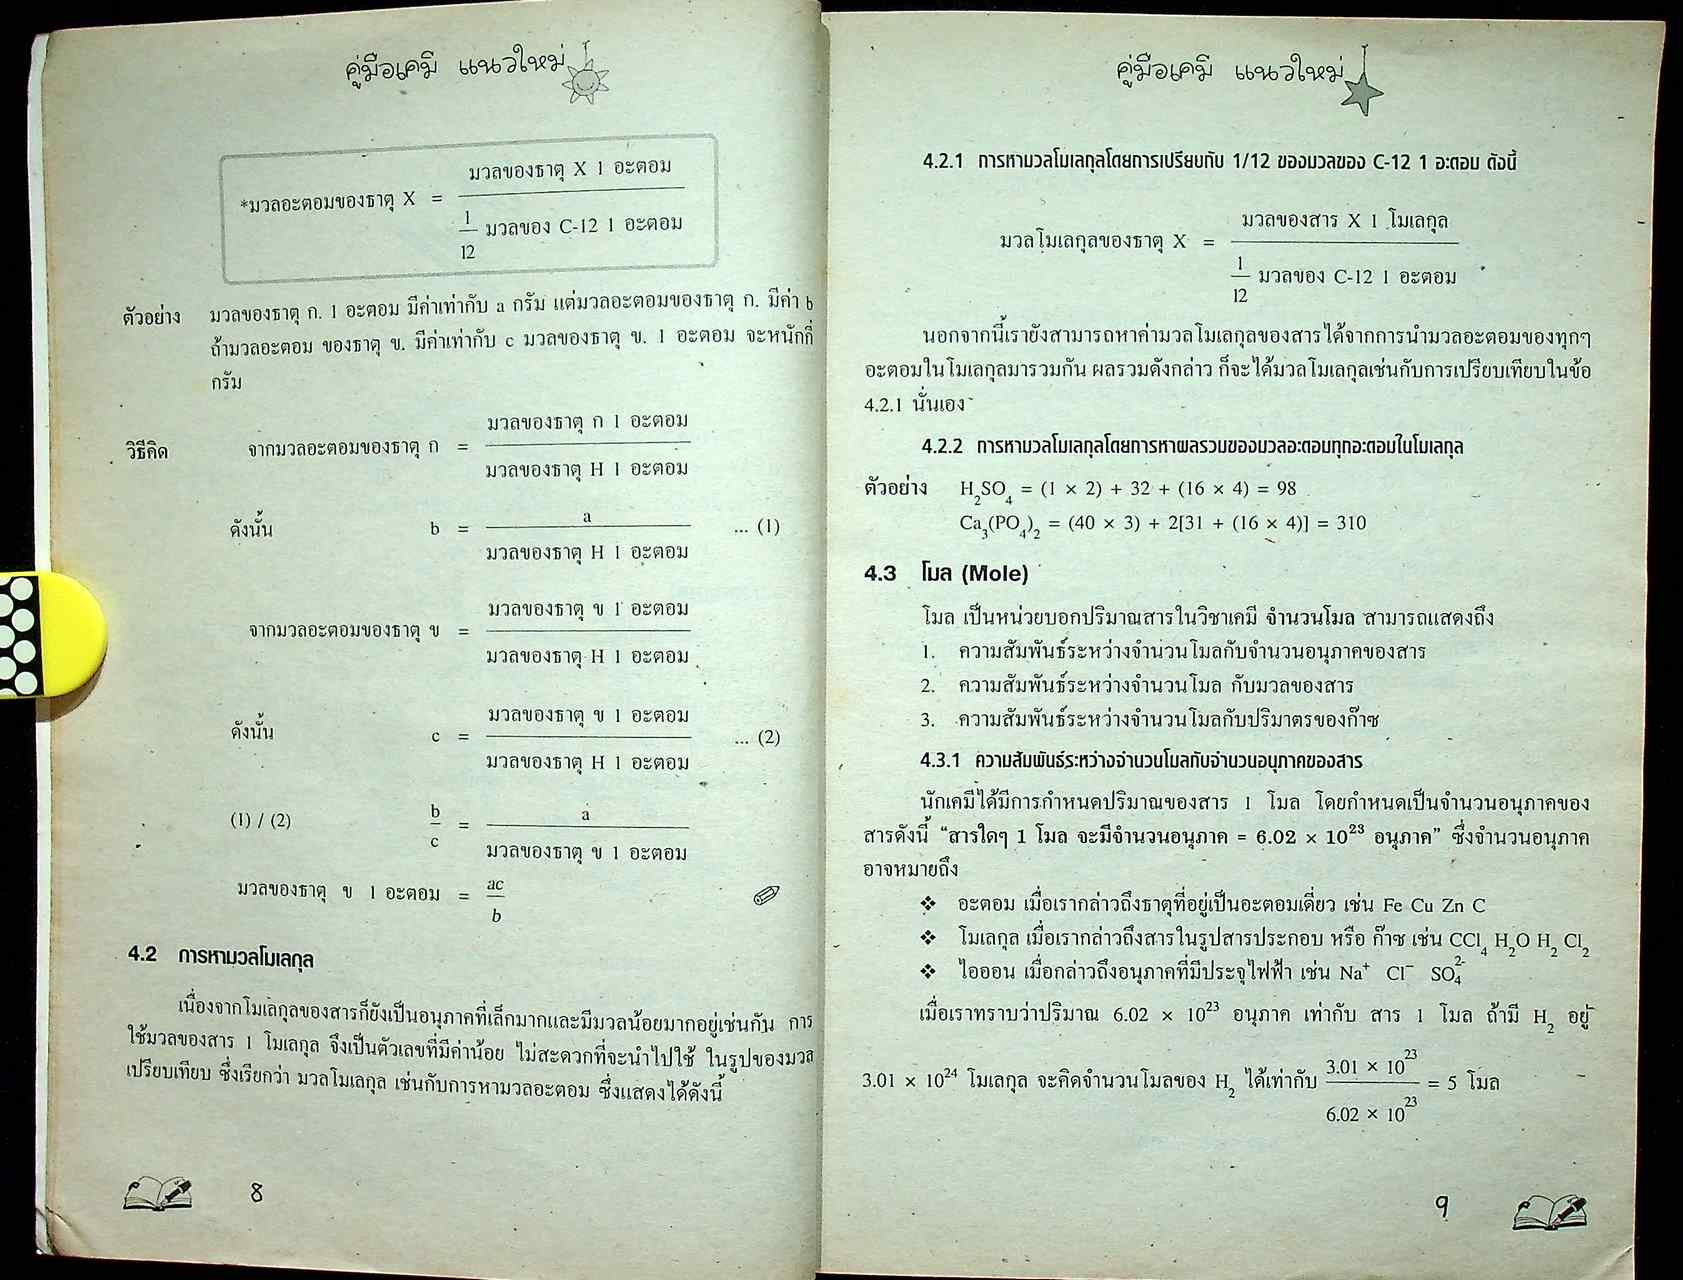 คู่มือเคมี แนวใหม่
*มวลอะตอมของธาตุ X = มวลของธาตุ X 1 อะตอม
1/12 มวลของ C-12 1 อะตอม
ตัวอย่าง มวลของธาตุ ก. 1 อะตอม มีค่าเท่ากับ a กรัม แต่มวลอะตอมของธาตุ ก. มีค่า b
ถ้ามวลอะตอม ของธาตุ ข. มีค่าเท่ากับ c มวลของธาตุ ข. 1 อะตอม จะหนักกี่
กรัม
วิธีคิด จากมวลอะตอมของธาตุ ก = มวลของธาตุ ก 1 อะตอม
มวลของธาตุ H 1 อะตอม
ดังนั้น b = a ... (1)
มวลของธาตุ H 1 อะตอม
จากมวลอะตอมของธาตุ ข = มวลของธาตุ ข 1 อะตอม
มวลของธาตุ H 1 อะตอม
ดังนั้น c = มวลของธาตุ ข 1 อะตอม ... (2)
มวลของธาตุ H 1 อะตอม
(1) / (2) b/c = a
มวลของธาตุ ข 1 อะตอม
มวลของธาตุ ข 1 อะตอม = ac/b
4.2 การหามวลโมเลกุล
เนื่องจากโมเลกุลของสารก็ยังเป็นอนุภาคที่เล็กมากและมีมวลน้อยมากอยู่เช่นกัน การ
ใช้มวลของสาร 1 โมเลกุล จึงเป็นตัวเลขที่มีค่าน้อย ไม่สะดวกที่จะนำไปใช้ ในรูปของมวล
เปรียบเทียบ ซึ่งเรียกว่า มวลโมเลกุล เช่นกับการหามวลอะตอม ซึ่งแสดงได้ดังนี้
8
คู่มือเคมี แนวใหม่
4.2.1 การหามวลโมเลกุลโดยการเปรียบกับ 1/12 ของมวลของ C-12 1 อะตอม ดังนี้
มวลโมเลกุลของธาตุ X = มวลของสาร X 1 โมเลกุล
1/12 มวลของ C-12 1 อะตอม
นอกจากนี้เรายังสามารถหาค่ามวลโมเลกุลของสารได้จากการนำมวลอะตอมของทุกๆ
อะตอมในโมเลกุลมารวมกัน ผลรวมดังกล่าว ก็จะได้มวลโมเลกุลเช่นกับการเปรียบเทียบในข้อ
4.2.1 นั่นเอง
4.2.2 การหามวลโมเลกุลโดยการหาผลรวมของมวลอะตอมทุกอะตอมในโมเลกุล
ตัวอย่าง H₂SO₄ = (1 × 2) + 32 + (16 × 4) = 98
Ca₃(PO₄)₂ = (40 × 3) + 2[31 + (16 × 4)] = 310
4.3 โมล (Mole)
โมล เป็นหน่วยบอกปริมาณสารในวิชาเคมี จำนวนโมล สามารถแสดงถึง
1. ความสัมพันธ์ระหว่างจำนวนโมลกับจำนวนอนุภาคของสาร
2. ความสัมพันธ์ระหว่างจำนวนโมล กับมวลของสาร
3. ความสัมพันธ์ระหว่างจำนวนโมลกับปริมาตรของก๊าซ
4.3.1 ความสัมพันธ์ระหว่างจำนวนโมลกับจำนวนอนุภาคของสาร
นักเคมีได้มีการกำหนดปริมาณของสาร 1 โมล โดยกำหนดเป็นจำนวนอนุภาคของ
สารดังนี้ “สารใดๆ 1 โมล จะมีจำนวนอนุภาค = 6.02 × 10²³ อนุภาค” ซึ่งจำนวนอนุภาค
อาจหมายถึง
❖ อะตอม เมื่อเรากล่าวถึงธาตุที่อยู่เป็นอะตอมเดี่ยว เช่น Fe Cu Zn C
❖ โมเลกุล เมื่อเรากล่าวถึงสารในรูปสารประกอบ หรือ ก๊าซ เช่น CCl₄ H₂O H₂ Cl₂
❖ ไอออน เมื่อกล่าวถึงอนุภาคที่มีประจุไฟฟ้า เช่น Na⁺ Cl⁻ SO₄²⁻
เมื่อเราทราบว่าปริมาณ 6.02 × 10²³ อนุภาค เท่ากับ สาร 1 โมล ถ้ามี H₂ อยู่
3.01 × 10²⁴ โมเลกุล จะคิดจำนวนโมลของ H₂ ได้เท่ากับ 3.01 × 10²³ = 5 โมล
6.02 × 10²³
9